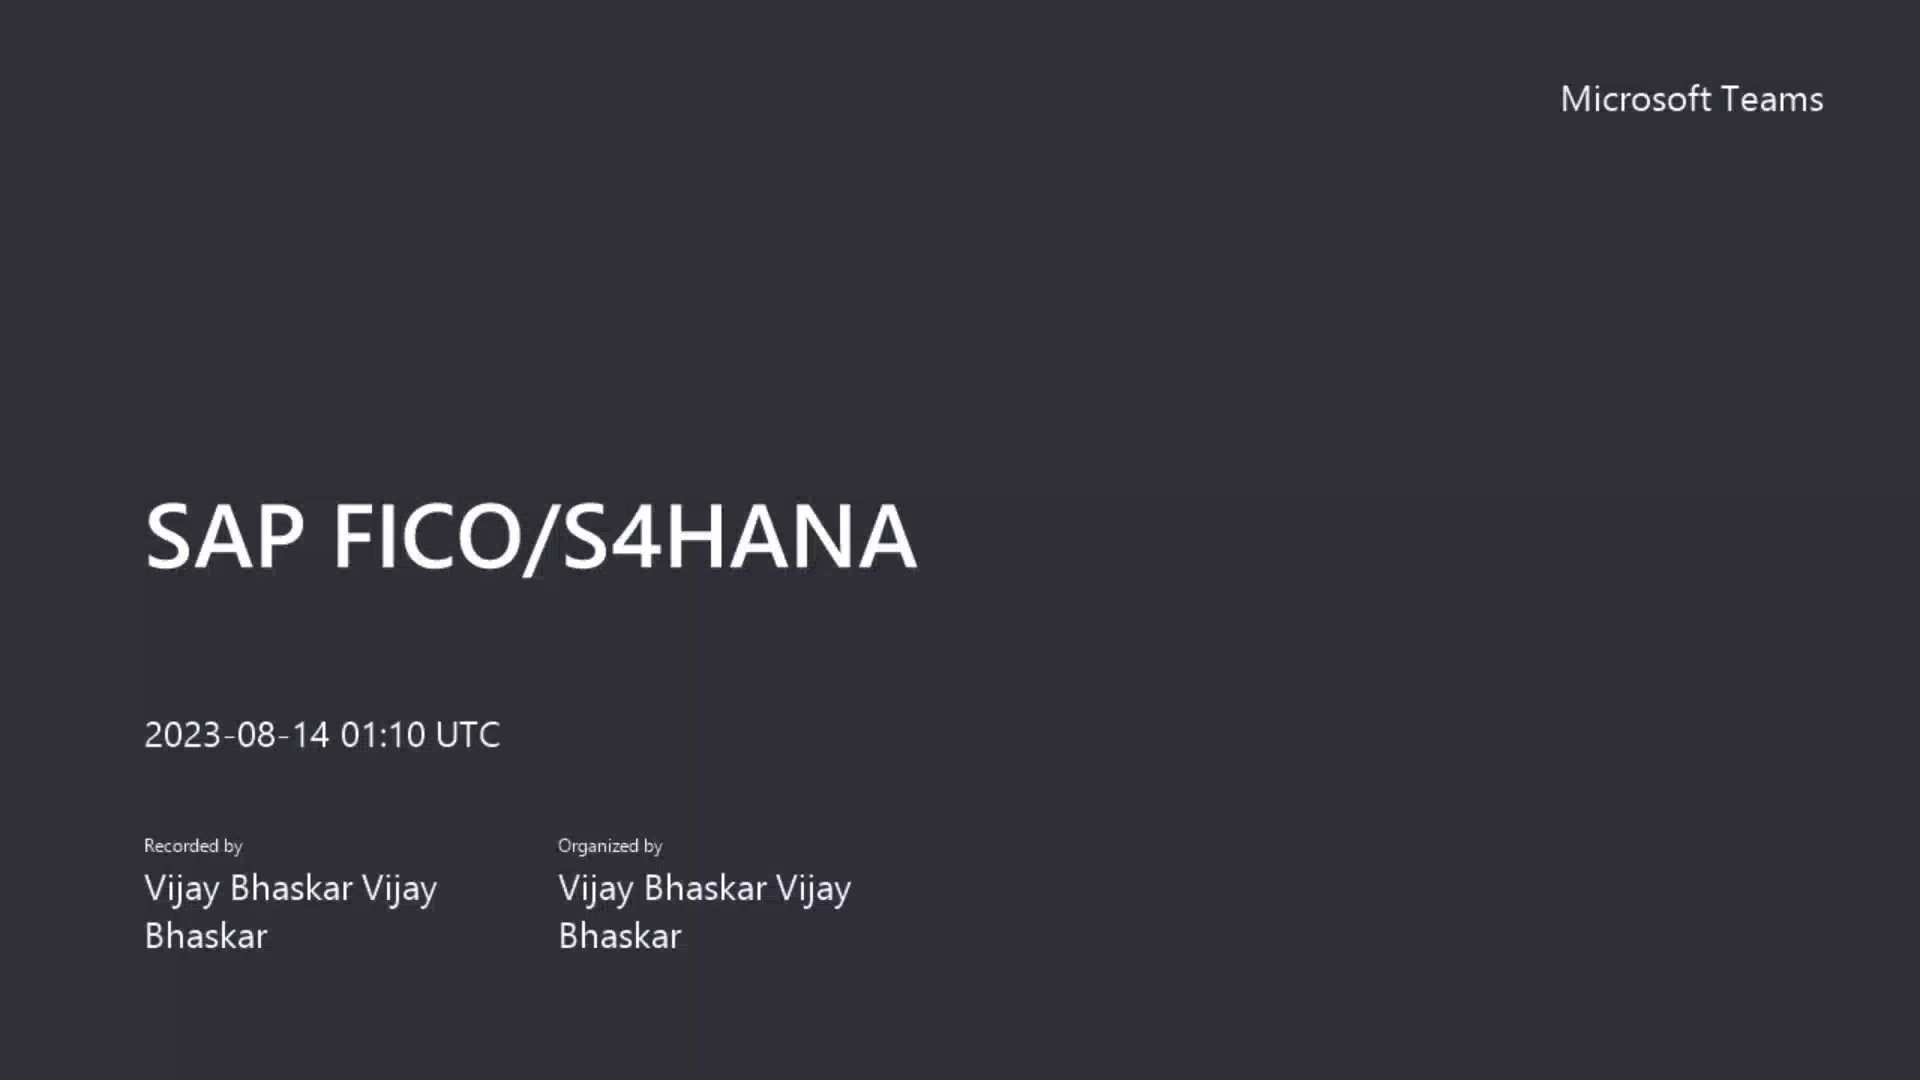 Microsoft Teams
SAP FICO/S4HANA
2023-08-14 01:10 UTC
Recorded by
Vijay Bhaskar Vijay
Bhaskar
Organized by
Vijay Bhaskar Vijay
Bhaskar